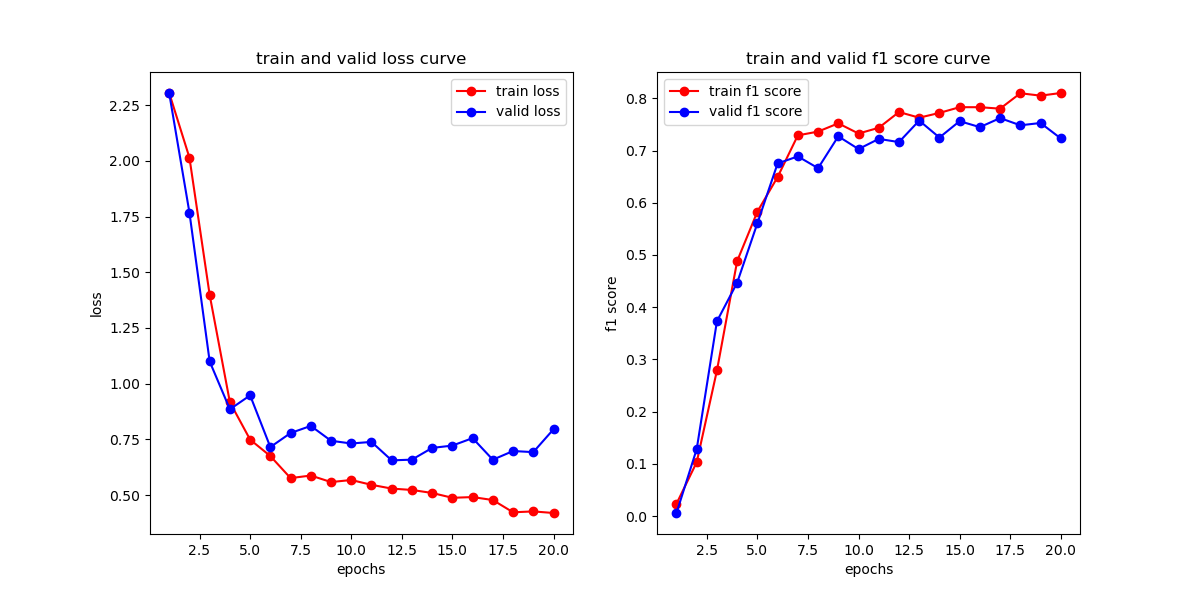 train and valid loss curve
train loss
valid loss
2.25
2.00
1.75
1.50
1.25
1.00
0.75
0.50
loss
2.5 5.0 7.5 10.0 12.5 15.0 17.5 20.0
epochs
train and valid f1 score curve
train f1 score
valid f1 score
0.8
0.7
0.6
0.5
0.4
0.3
0.2
0.1
0.0
f1 score
2.5 5.0 7.5 10.0 12.5 15.0 17.5 20.0
epochs